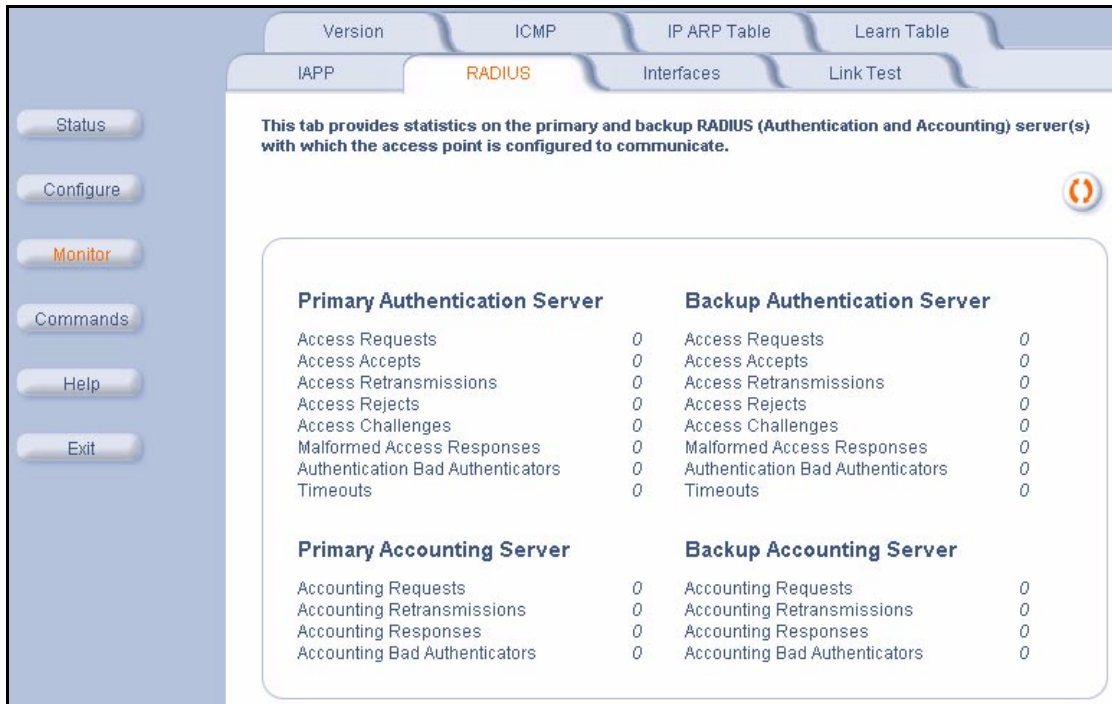 Version ICMP IP ARP Table Learn Table
IAPP RADIUS Interfaces Link Test
Status
Configure
Monitor
Commands
Help
Exit
This tab provides statistics on the primary and backup RADIUS (Authentication and Accounting) server(s)
with which the access point is configured to communicate.
Primary Authentication Server
Access Requests 0
Access Accepts 0
Access Retransmissions 0
Access Rejects 0
Access Challenges 0
Malformed Access Responses 0
Authentication Bad Authenticators 0
Timeouts 0
Backup Authentication Server
Access Requests 0
Access Accepts 0
Access Retransmissions 0
Access Rejects 0
Access Challenges 0
Malformed Access Responses 0
Authentication Bad Authenticators 0
Timeouts 0
Primary Accounting Server
Accounting Requests 0
Accounting Retransmissions 0
Accounting Responses 0
Accounting Bad Authenticators 0
Backup Accounting Server
Accounting Requests 0
Accounting Retransmissions 0
Accounting Responses 0
Accounting Bad Authenticators 0